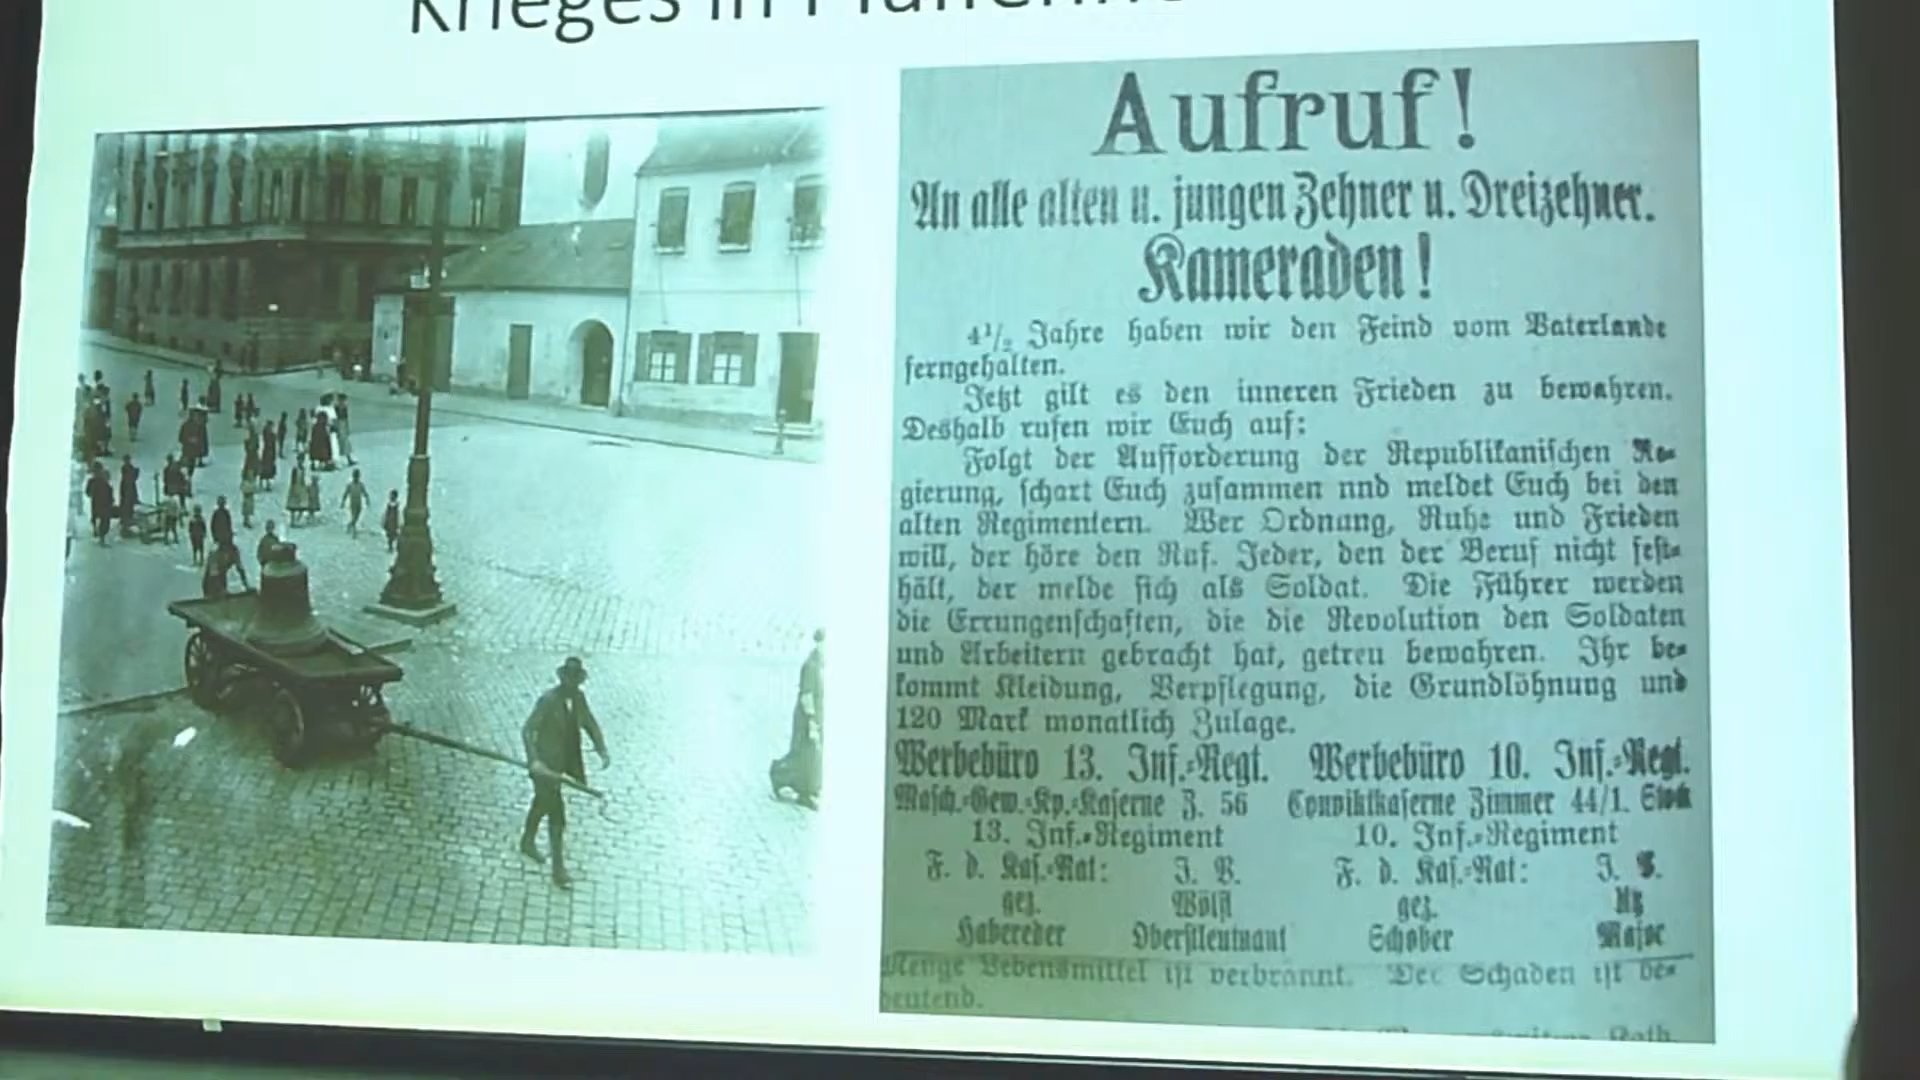 Krieges in
Aufruf!
An alle alten u. jungen Zehner u. Dreizehner.
Kameraden!
4½ Jahre haben wir den Feind vom Vaterlande
ferngehalten.
Jetzt gilt es den inneren Frieden zu bewahren.
Deshalb rufen wir Euch auf:
Folgt der Aufforderung der Republikanischen Re-
gierung, schart Euch zusammen nnd meldet Euch bei den
alten Regimentern. Wer Ordnung, Ruhe und Frieden
will, der höre den Ruf. Jeder, den der Beruf nicht fest-
hält, der melde sich als Soldat. Die Führer werden
die Errungenschaften, die die Revolution den Soldaten
und Arbeitern gebracht hat, getreu bewahren. Ihr be-
kommt Kleidung, Verpflegung, die Grundlöhnung und
120 Mark monatlich Zulage.
Werbebüro 13. Inf.-Regt. Werbebüro 10. Inf.-Regt.
Masch.-Gew.-Kp.-Kaserne Z. 56 Conviktkaserne Zimmer 44/1. Stock
13. Inf.-Regiment 10. Inf.-Regiment
F. d. Kas.-Rat: J. V. F. d. Kas.-Rat: J. V.
gez. gez.
Habereder Oberstleutnant Schober Major
Menge Lebensmittel ist verbrannt. Der Schaden ist be-
deutend.